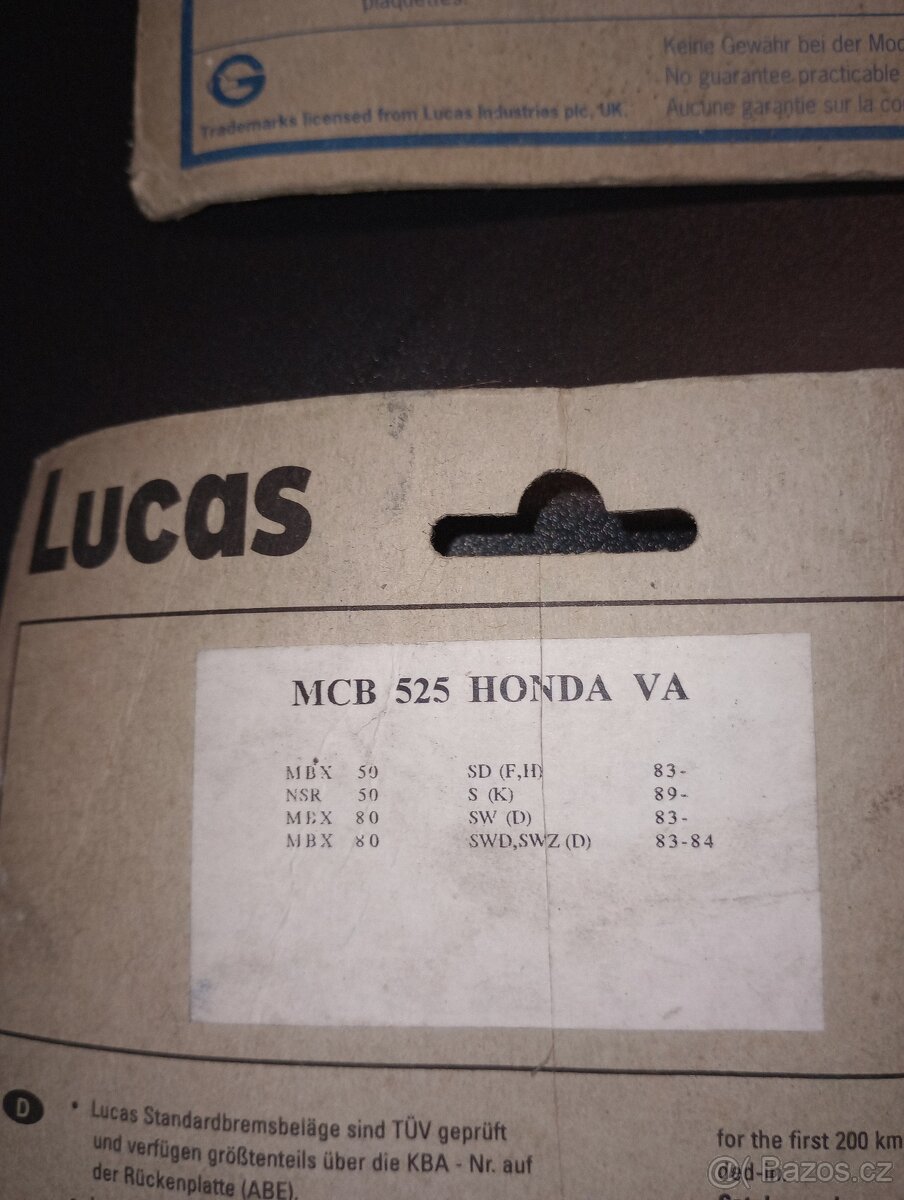 plaquettes.
Keine Gewähr bei der Mod
No guarantee practicable
Aucune garantie sur la co
G
Trademarks licensed from Lucas Industries plc, UK.
Lucas
MCB 525 HONDA VA
MBX 50 SD (F,H) 83-
NSR 50 S (K) 89-
MBX 80 SW (D) 83-
MBX 80 SWD,SWZ (D) 83-84
D
• Lucas Standardbremsbeläge sind TÜV geprüft
und verfügen größtenteils über die KBA - Nr. auf
der Rückenplatte (ABE).
for the first 200 km
ded-in.
Bazos.cz